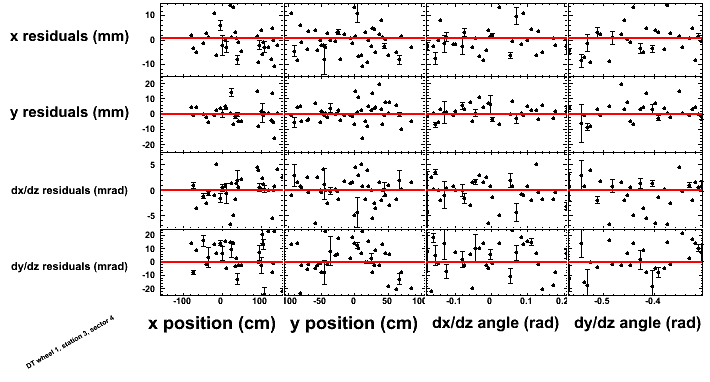 x residuals (mm)
10
0
-10
y residuals (mm)
20
10
0
-10
-20
dx/dz residuals (mrad)
5
0
-5
dy/dz residuals (mrad)
20
10
0
-10
-20
-100 0 100
-50 0 50
-0.1 0 0.1
-0.5 -0.4
x position (cm) y position (cm) dx/dz angle (rad) dy/dz angle (rad)
DT wheel 1, station 3, sector 4